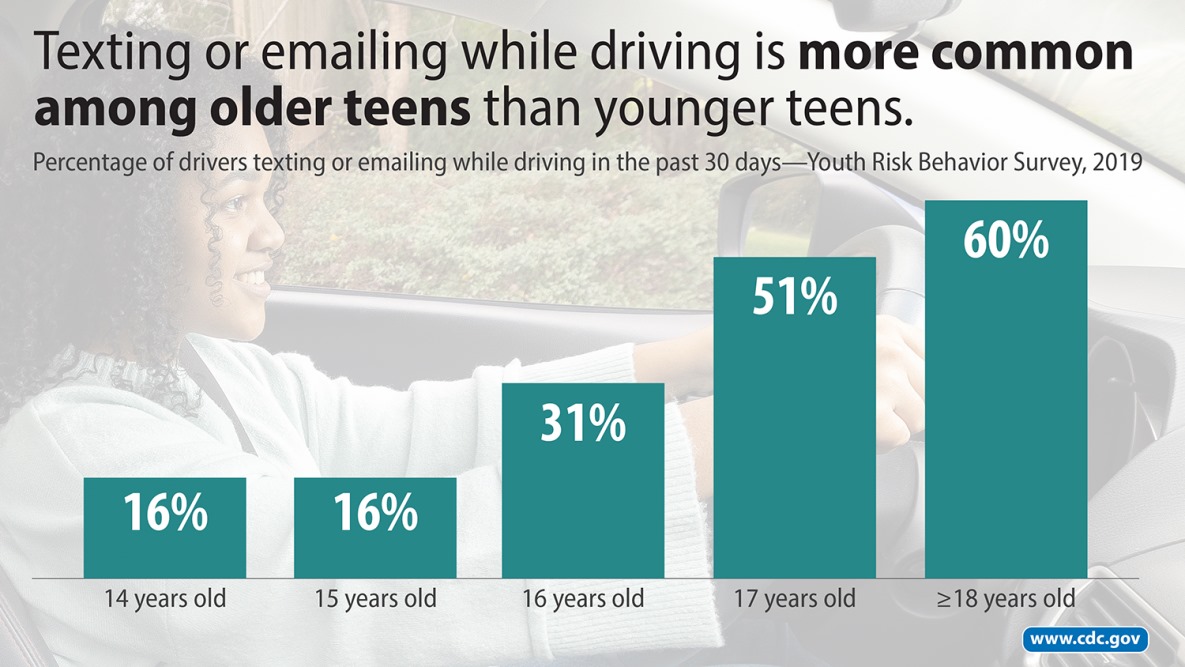 Texting or emailing while driving is more common
among older teens than younger teens.
Percentage of drivers texting or emailing while driving in the past 30 days—Youth Risk Behavior Survey, 2019
16%
16%
31%
51%
60%
14 years old
15 years old
16 years old
17 years old
≥18 years old
www.cdc.gov